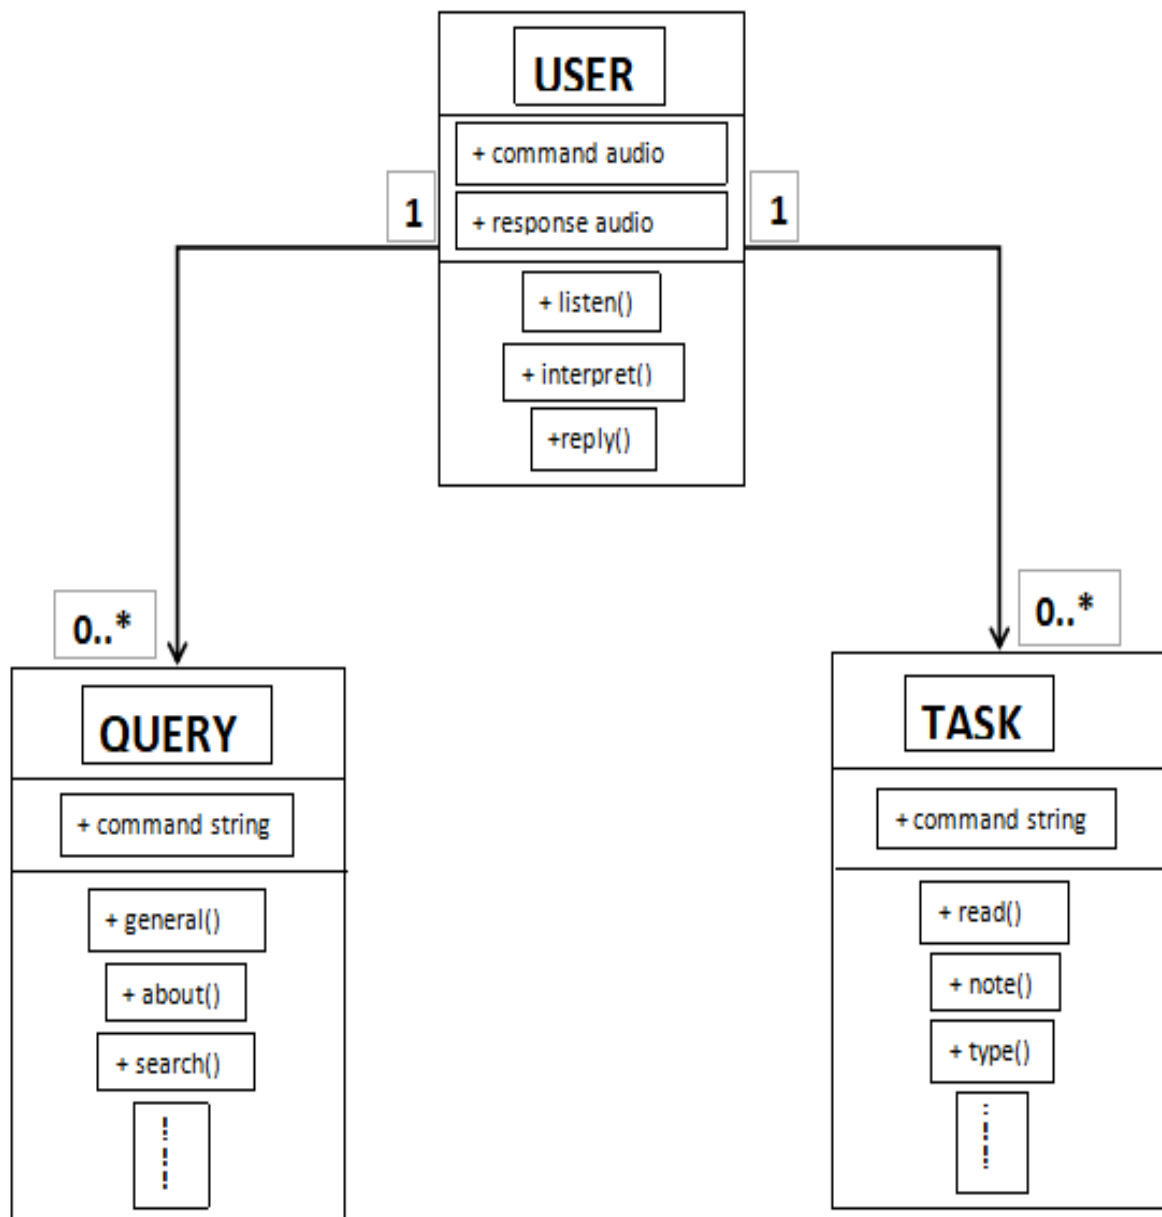 USER
+ command audio
+ response audio
1
1
+ listen()
+ interpret()
+reply()
0..*
0..*
QUERY
+ command string
+ general()
+ about()
+ search()
TASK
+ command string
+ read()
+ note()
+ type()